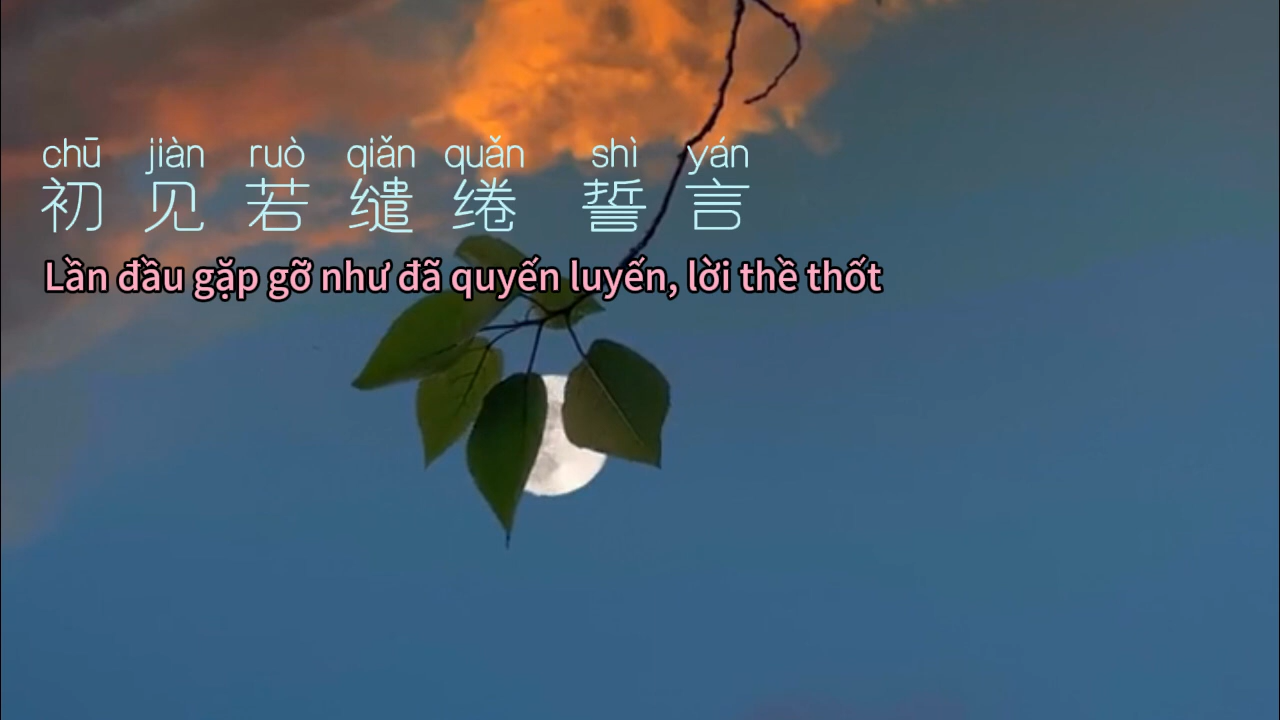 chū jiàn ruò qiǎn quǎn shì yán
初见若缱绻 誓言
Lần đầu gặp gỡ như đã quyến luyến, lời thề thốt